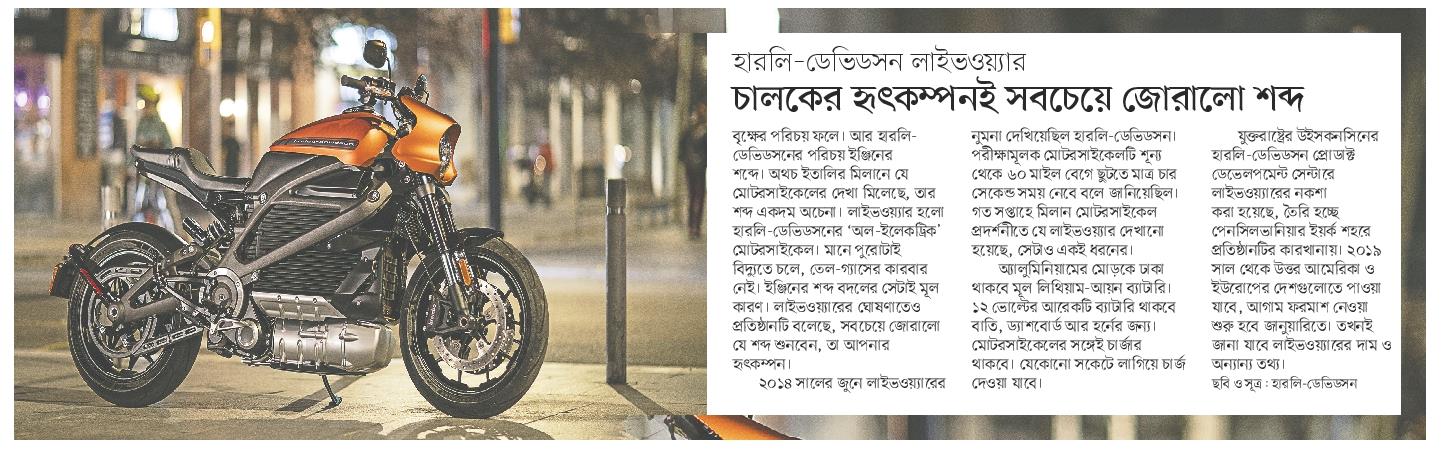 হারলি-ডেভিডসন লাইভওয়্যার
চালকের হৃৎকম্পনই সবচেয়ে জোরালো শব্দ
বৃক্ষের পরিচয় ফলে। আর হারলি-
ডেভিডসনের পরিচয় ইঞ্জিনের
শব্দে। অথচ ইতালির মিলানে যে
মোটরসাইকেলের দেখা মিলেছে, তার
শব্দ একদম অচেনা। লাইভওয়্যার হলো
হারলি-ডেভিডসনের ‘অল-ইলেকট্রিক’
মোটরসাইকেল। মানে পুরোটাই
বিদ্যুতে চলে, তেল-গ্যাসের কারবার
নেই। ইঞ্জিনের শব্দ বদলের সেটাই মূল
কারণ। লাইভওয়্যারের ঘোষণাতেও
প্রতিষ্ঠানটি বলেছে, সবচেয়ে জোরালো
যে শব্দ শুনবেন, তা আপনার
হৃৎকম্পন।
২০১৪ সালের জুনে লাইভওয়্যারের
নুমনা দেখিয়েছিল হারলি-ডেভিডসন।
পরীক্ষামূলক মোটরসাইকেলটি শূন্য
থেকে ৬০ মাইল বেগে ছুটতে মাত্র চার
সেকেন্ড সময় নেবে বলে জানিয়েছিল।
গত সপ্তাহে মিলান মোটরসাইকেল
প্রদর্শনীতে যে লাইভওয়্যার দেখানো
হয়েছে, সেটাও একই ধরনের।
অ্যালুমিনিয়ামের মোড়কে ঢাকা
থাকবে মূল লিথিয়াম-আয়ন ব্যাটারি।
১২ ভোল্টের আরেকটি ব্যাটারি থাকবে
বাতি, ড্যাশবোর্ড আর হর্নের জন্য।
মোটরসাইকেলের সঙ্গেই চার্জার
থাকবে। যেকোনো সকেটে লাগিয়ে চার্জ
দেওয়া যাবে।
যুক্তরাষ্ট্রের উইসকনসিনের
হারলি-ডেভিডসন প্রোডাক্ট
ডেভেলপমেন্ট সেন্টারে
লাইভওয়্যারের নকশা
করা হয়েছে, তৈরি হচ্ছে
পেনসিলভানিয়ার ইয়র্ক শহরে
প্রতিষ্ঠানটির কারখানায়। ২০১৯
সাল থেকে উত্তর আমেরিকা ও
ইউরোপের দেশগুলোতে পাওয়া
যাবে, আগাম ফরমাশ নেওয়া
শুরু হবে জানুয়ারিতে। তখনই
জানা যাবে লাইভওয়্যারের দাম ও
অন্যান্য তথ্য।
ছবি ও সূত্র : হারলি-ডেভিডসন